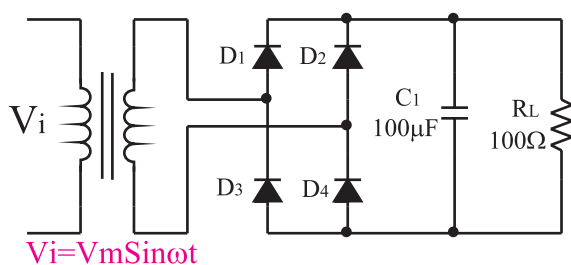 D1
D2
Vi
C1
100μF
RL
100Ω
D3
D4
Vi=VmSinωt